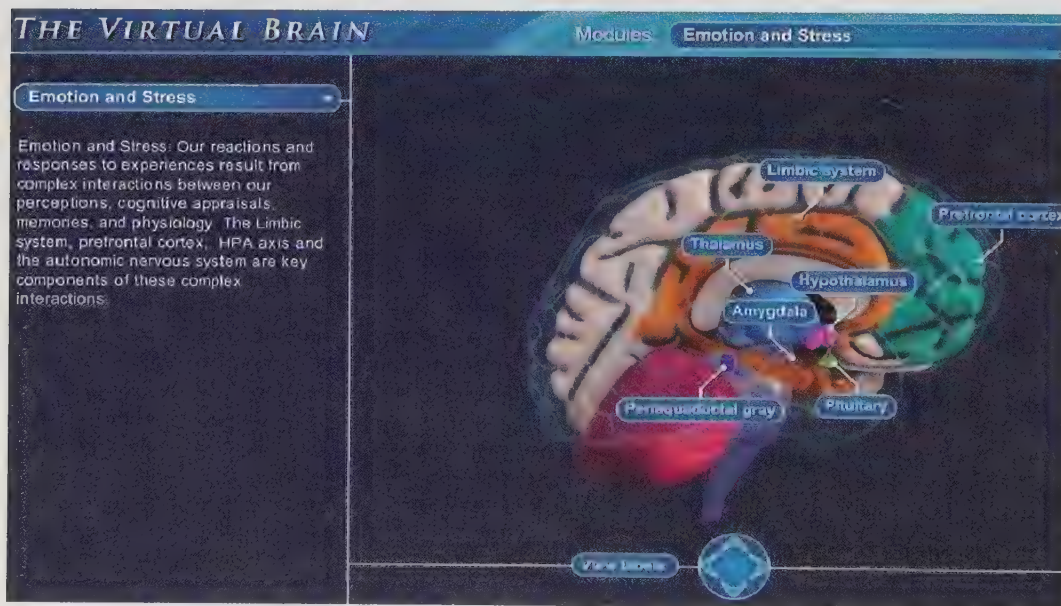 THE VIRTUAL BRAIN
Modules Emotion and Stress
Emotion and Stress
Emotion and Stress: Our reactions and
responses to experiences result from
complex interactions between our
perceptions, cognitive appraisals,
memories, and physiology. The Limbic
system, prefrontal cortex, HPA axis and
the autonomic nervous system are key
components of these complex
interactions.
Limbic system
Prefrontal cortex
Thalamus
Hypothalamus
Amygdala
Periaqueductal gray
Pituitary
View labels